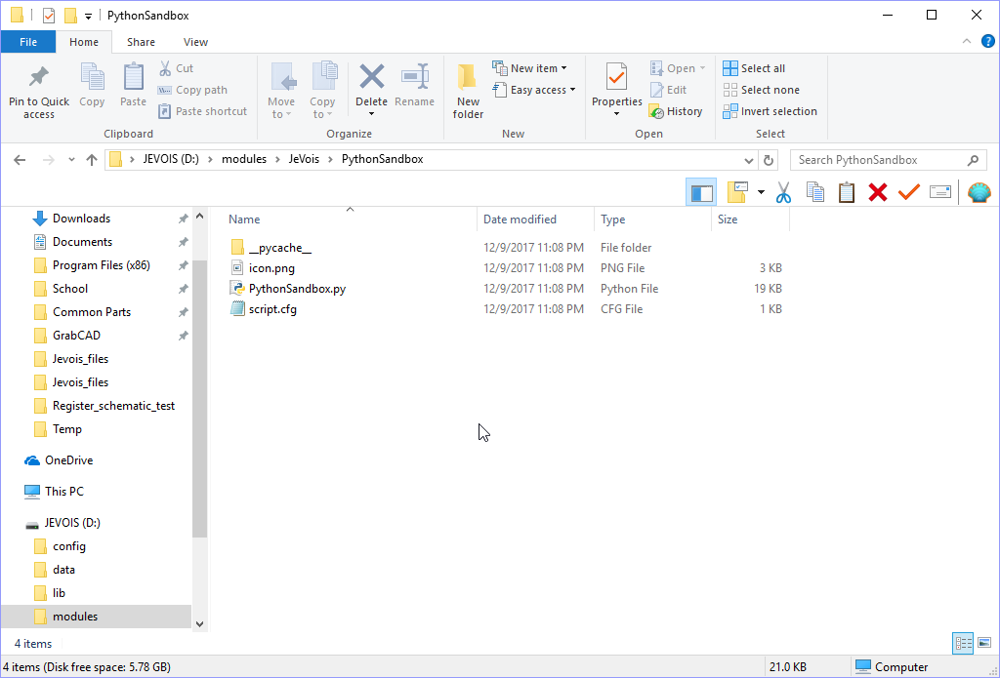 PythonSandbox
File Home Share View
Pin to Quick access
Copy
Paste
Cut
Copy path
Paste shortcut
Clipboard
Move to
Copy to
Delete
Rename
Organize
New folder
New item
Easy access
New
Properties
Open
Edit
History
Open
Select all
Select none
Invert selection
Select
JEVOIS (D:) modules JeVois PythonSandbox
Search PythonSandbox
Name Date modified Type Size
__pycache__ 12/9/2017 11:08 PM File folder
icon.png 12/9/2017 11:08 PM PNG File 3 KB
PythonSandbox.py 12/9/2017 11:08 PM Python File 19 KB
script.cfg 12/9/2017 11:08 PM CFG File 1 KB
Downloads
Documents
Program Files (x86)
School
Common Parts
GrabCAD
Jevois_files
Jevois_files
Register_schematic_test
Temp
OneDrive
This PC
JEVOIS (D:)
config
data
lib
modules
4 items
4 items (Disk free space: 5.78 GB) 21.0 KB Computer